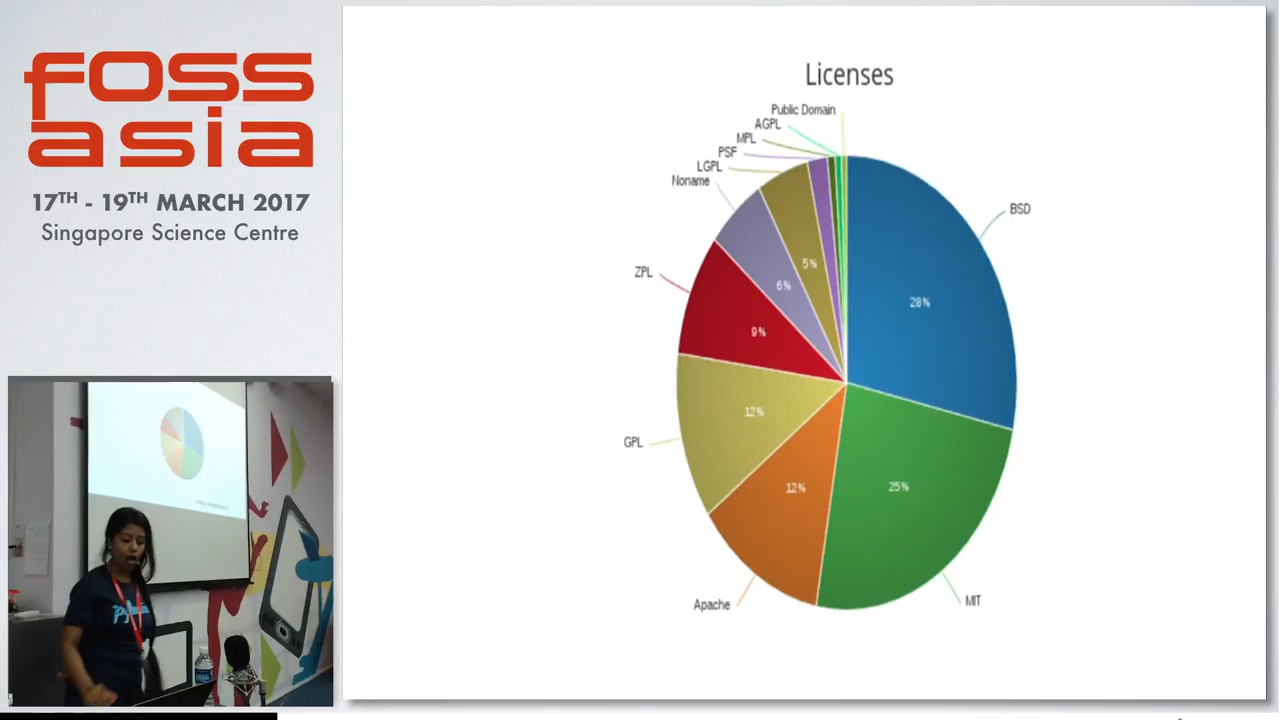 foss
asia
17TH - 19TH MARCH 2017
Singapore Science Centre
Licenses
Public Domain
AGPL
MPL
PSF
LGPL
Noname
BSD
ZPL
5%
6%
28%
9%
12%
GPL
12%
25%
Apache
MIT